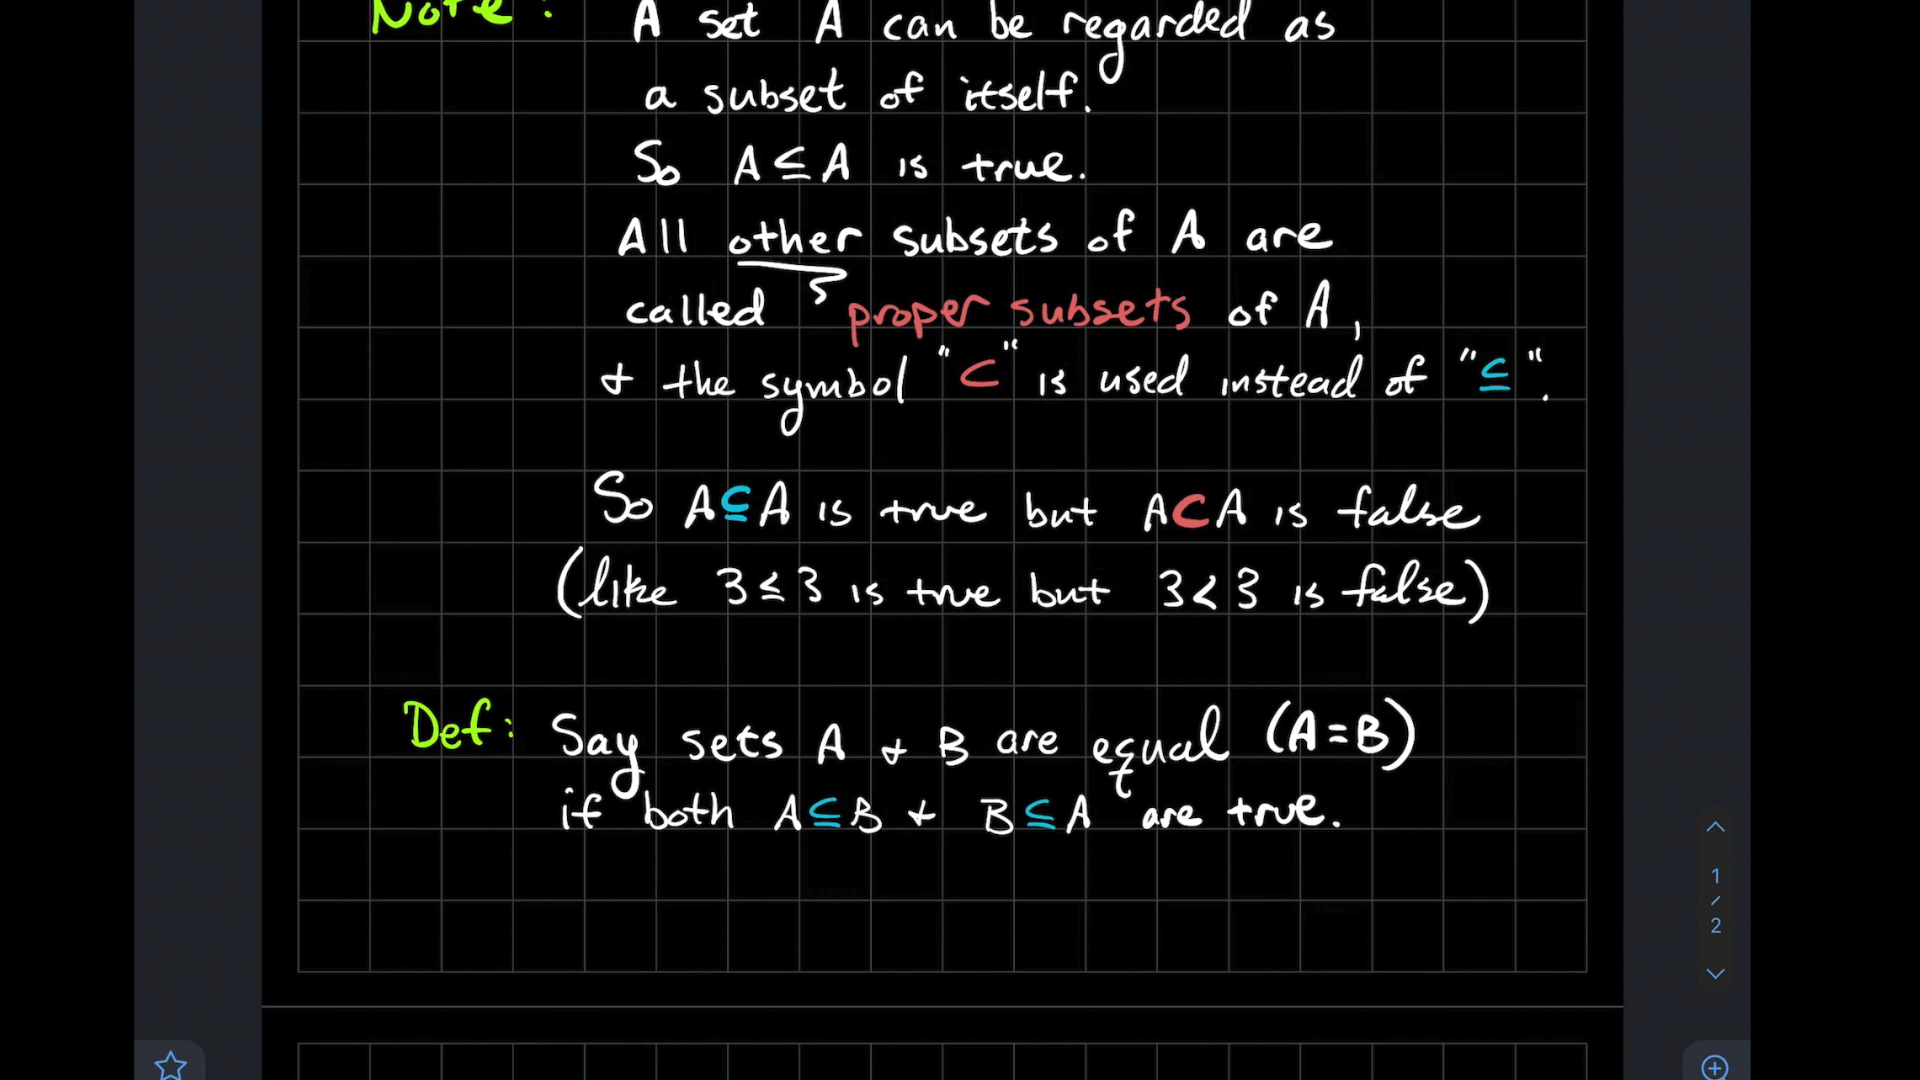 Note: A set A can be regarded as
a subset of itself.
So A ⊆ A is true.
All other subsets of A are
called proper subsets of A,
& the symbol "⊂" is used instead of "⊆".
So A ⊆ A is true but A ⊂ A is false
(like 3 ≤ 3 is true but 3 < 3 is false)
Def: Say sets A & B are equal (A = B)
if both A ⊆ B & B ⊆ A are true.
1
/
2